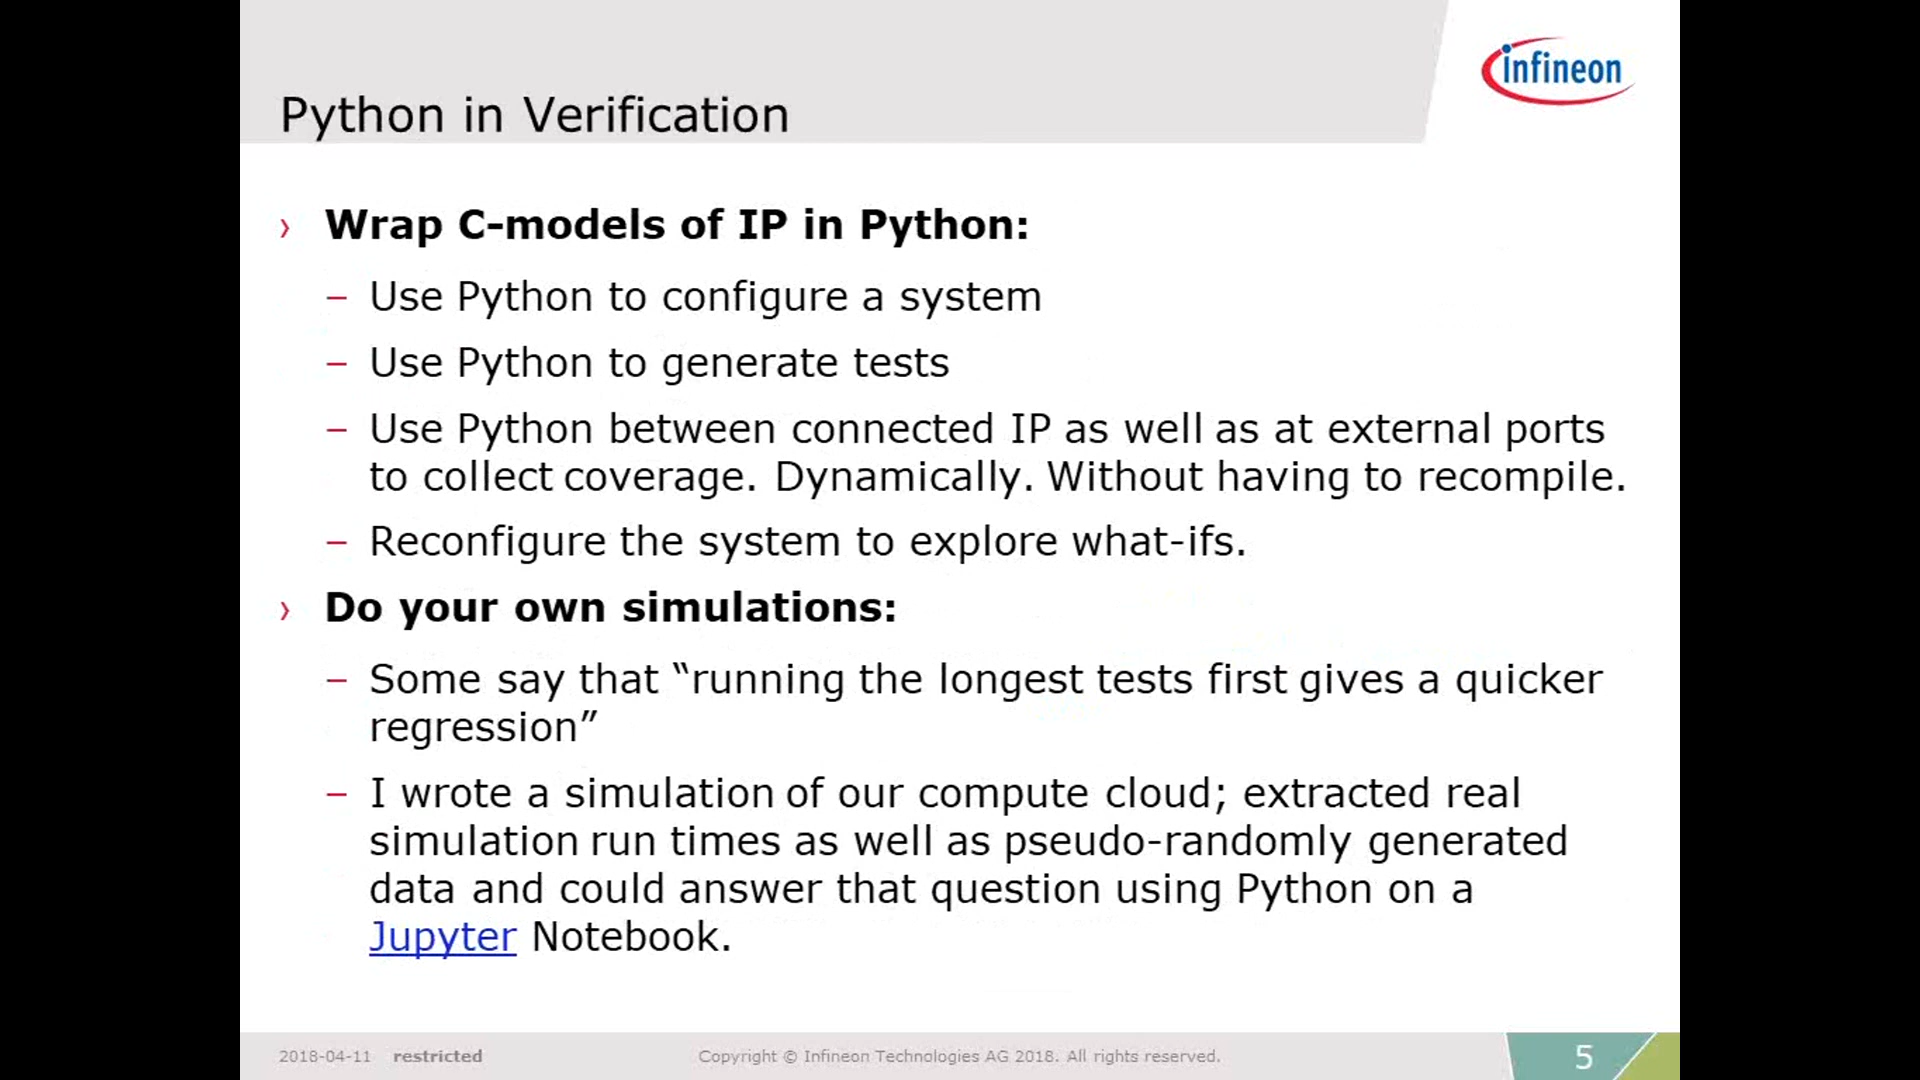 infineon
Python in Verification
› Wrap C-models of IP in Python:
– Use Python to configure a system
– Use Python to generate tests
– Use Python between connected IP as well as at external ports
to collect coverage. Dynamically. Without having to recompile.
– Reconfigure the system to explore what-ifs.
› Do your own simulations:
– Some say that “running the longest tests first gives a quicker
regression”
– I wrote a simulation of our compute cloud; extracted real
simulation run times as well as pseudo-randomly generated
data and could answer that question using Python on a
Jupyter Notebook.
2018-04-11 restricted Copyright © Infineon Technologies AG 2018. All rights reserved. 5